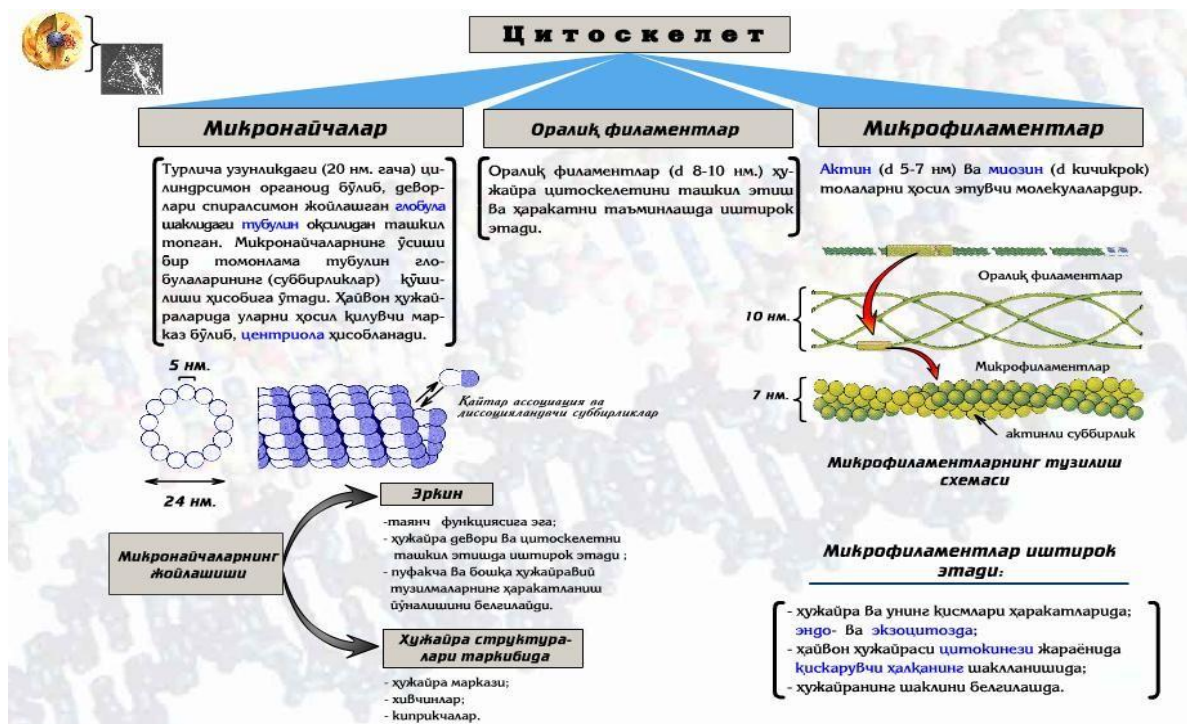 Цитоскелет
Микронайчалар
Турлича узунликдаги (20 нм. гача) ци-
линдрсимон органоид бўлиб, девор-
лари спиралсимон жойлашган глобула
шаклидаги тубулин оқсилидан ташкил
топган. Микронайчаларнинг ўсиши
бир томонлама тубулин гло-
булаларининг (суббирликлар) қўши-
лиши ҳисобига ўтади. Ҳайвон ҳужай-
раларида уларни ҳосил қилувчи мар-
каз бўлиб, центриола ҳисобланади.
5 нм.
24 нм.
Қайтар ассоциация ва
диссоцияландвчи суббирликлар
Оралиқ филаментлар
Оралиқ филаментлар (d 8-10 нм.) ҳу-
жайра цитоскелетини ташкил этиш
ва ҳаракатни таъминлашда иштирок
этади.
Микрофиламентлар
Актин (d 5-7 нм) ва миозин (d кичикрок)
толаларни ҳосил этувчи молекулалардир.
Оралиқ филаментлар
10 нм.
Микрофиламентлар
7 нм.
актинли суббирлик
Микрофиламентларнинг тузилиш
схемаси
Микронайчаларнинг
жойлашиши
Эркин
-таянч функциясига эга;
- ҳужайра девори ва цитоскелетни
ташкил этишда иштирок этади ;
- пуфакча ва бошқа ҳужайравий
тузилмаларнинг ҳаракатланиш
йўналишини белгилайди.
Ҳужайра структура-
лари таркибида
- ҳужайра маркази;
- хивчинлар;
- киприкчалар.
Микрофиламентлар иштирок
этади:
- ҳужайра ва унинг қисмлари ҳаракатларида;
эндо- ва экзоцитозда;
- ҳайвон ҳужайраси цитокинези жараёнида
қискарувчи ҳалқанинг шаклланишида;
- ҳужайранинг шаклини белгилашда.